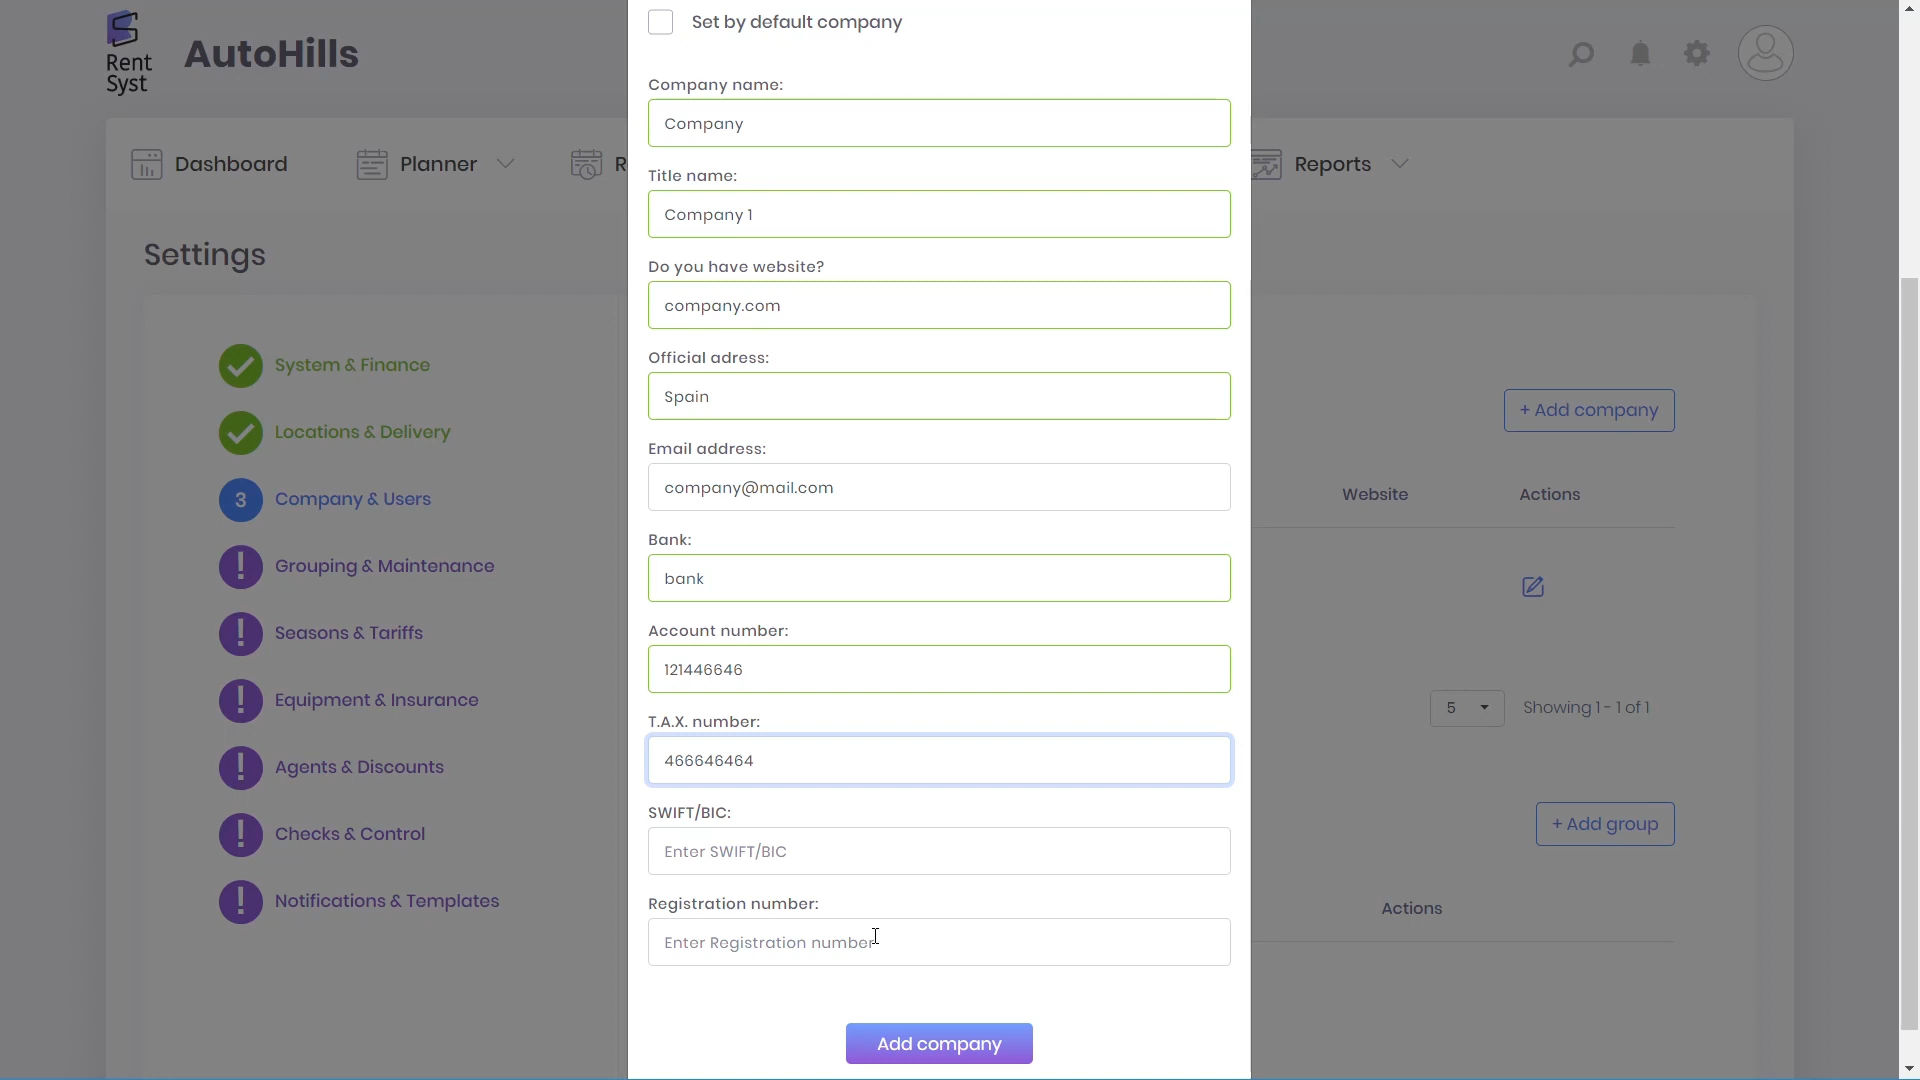 Rent
Syst
AutoHills
Dashboard
Planner
R
Reports
Settings
System & Finance
Locations & Delivery
3 Company & Users
! Grouping & Maintenance
! Seasons & Tariffs
! Equipment & Insurance
! Agents & Discounts
! Checks & Control
! Notifications & Templates
Set by default company
Company name:
Company
Title name:
Company 1
Do you have website?
company.com
Official adress:
Spain
Email address:
company@mail.com
Bank:
bank
Account number:
121446646
T.A.X. number:
466646464
SWIFT/BIC:
Enter SWIFT/BIC
Registration number:
Enter Registration number
Add company
+ Add company
Website Actions
5 Showing 1 - 1 of 1
+ Add group
Actions